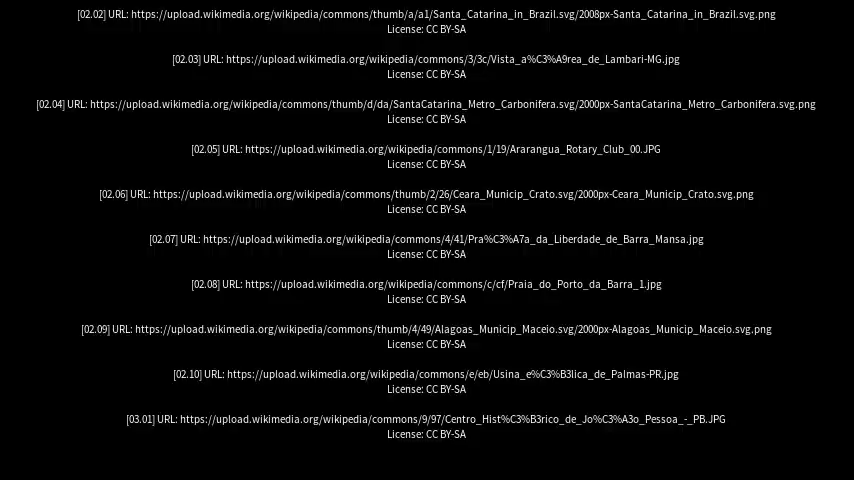 [02.02] URL: https://upload.wikimedia.org/wikipedia/commons/thumb/a/a1/Santa_Catarina_in_Brazil.svg/2008px-Santa_Catarina_in_Brazil.svg.png
License: CC BY-SA
[02.03] URL: https://upload.wikimedia.org/wikipedia/commons/3/3c/Vista_a%C3%A9rea_de_Lambari-MG.jpg
License: CC BY-SA
[02.04] URL: https://upload.wikimedia.org/wikipedia/commons/thumb/d/da/SantaCatarina_Metro_Carbonifera.svg/2000px-SantaCatarina_Metro_Carbonifera.svg.png
License: CC BY-SA
[02.05] URL: https://upload.wikimedia.org/wikipedia/commons/1/19/Ararangua_Rotary_Club_00.JPG
License: CC BY-SA
[02.06] URL: https://upload.wikimedia.org/wikipedia/commons/thumb/2/26/Ceara_Municip_Crato.svg/2000px-Ceara_Municip_Crato.svg.png
License: CC BY-SA
[02.07] URL: https://upload.wikimedia.org/wikipedia/commons/4/41/Pra%C3%A7a_da_Liberdade_de_Barra_Mansa.jpg
License: CC BY-SA
[02.08] URL: https://upload.wikimedia.org/wikipedia/commons/c/cf/Praia_do_Porto_da_Barra_1.jpg
License: CC BY-SA
[02.09] URL: https://upload.wikimedia.org/wikipedia/commons/thumb/4/49/Alagoas_Municip_Maceio.svg/2000px-Alagoas_Municip_Maceio.svg.png
License: CC BY-SA
[02.10] URL: https://upload.wikimedia.org/wikipedia/commons/e/eb/Usina_e%C3%B3lica_de_Palmas-PR.jpg
License: CC BY-SA
[03.01] URL: https://upload.wikimedia.org/wikipedia/commons/9/97/Centro_Hist%C3%B3rico_de_Jo%C3%A3o_Pessoa_-_PB.JPG
License: CC BY-SA